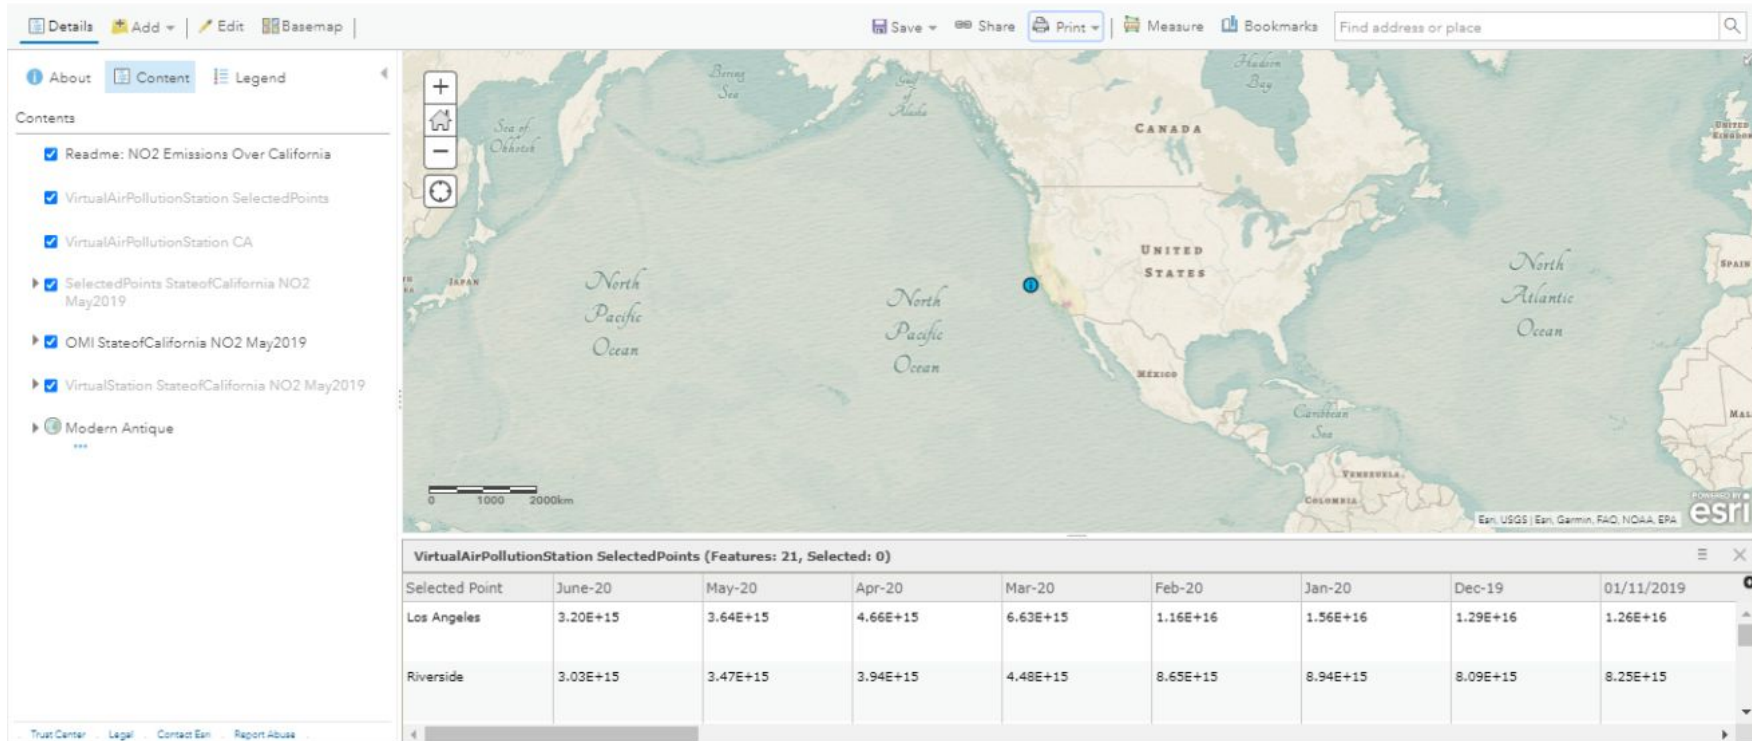 Details Add Edit Basemap Save Share Print Measure Bookmarks Find address or place
About Content Legend
Contents
Readme: NO2 Emissions Over California
VirtualAirPollutionStation SelectedPoints
VirtualAirPollutionStation CA
SelectedPoints StateofCalifornia NO2
May2019
OMI StateofCalifornia NO2 May2019
VirtualStation StateofCalifornia NO2 May2019
Modern Antique
Trust Center Legal Contact Esri Report Abuse
Bering
Sea
Sea of
Okhotsk
Gulf
of
Alaska
Hudson
Bay
CANADA
UNITED
STATES
JAPAN
North
Pacific
Ocean
North
Pacific
Ocean
North
Atlantic
Ocean
UNITED
KINGDOM
SPAIN
MÉXICO
Caribbean
Sea
VENEZUELA
COLOMBIA
0 1000 2000km
POWERED BY
esri
Esri, USGS | Esri, Garmin, FAO, NOAA, EPA
VirtualAirPollutionStation SelectedPoints (Features: 21, Selected: 0)
Selected Point June-20 May-20 Apr-20 Mar-20 Feb-20 Jan-20 Dec-19 01/11/2019
Los Angeles 3.20E+15 3.64E+15 4.66E+15 6.63E+15 1.16E+16 1.56E+16 1.29E+16 1.26E+16
Riverside 3.03E+15 3.47E+15 3.94E+15 4.48E+15 8.65E+15 8.94E+15 8.09E+15 8.25E+15